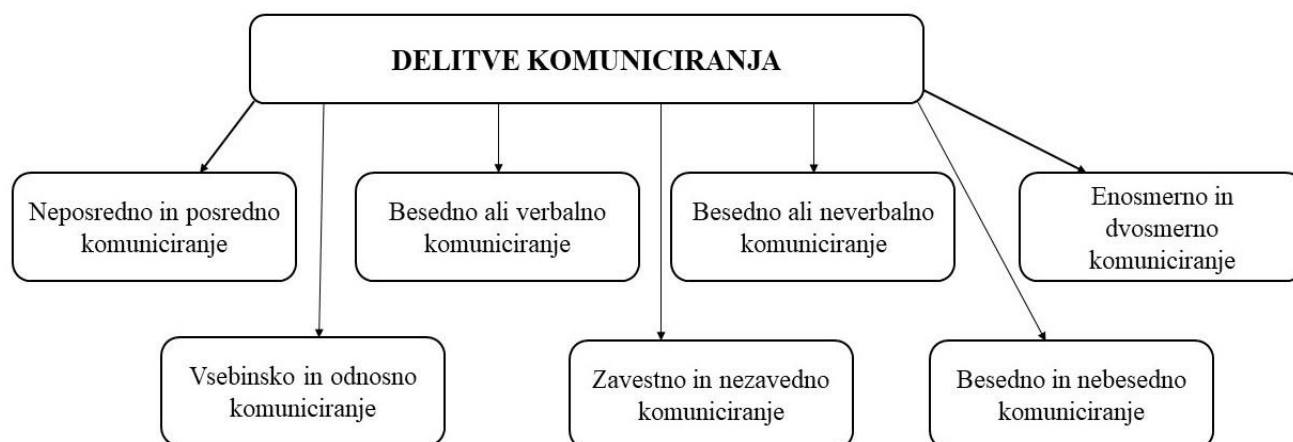 DELITVE KOMUNICIRANJA
Neposredno in posredno
komuniciranje
Besedno ali verbalno
komuniciranje
Besedno ali neverbalno
komuniciranje
Enosmerno in
dvosmerno
komuniciranje
Vsebinsko in odnosno
komuniciranje
Zavestno in nezavedno
komuniciranje
Besedno in nebesedno
komuniciranje